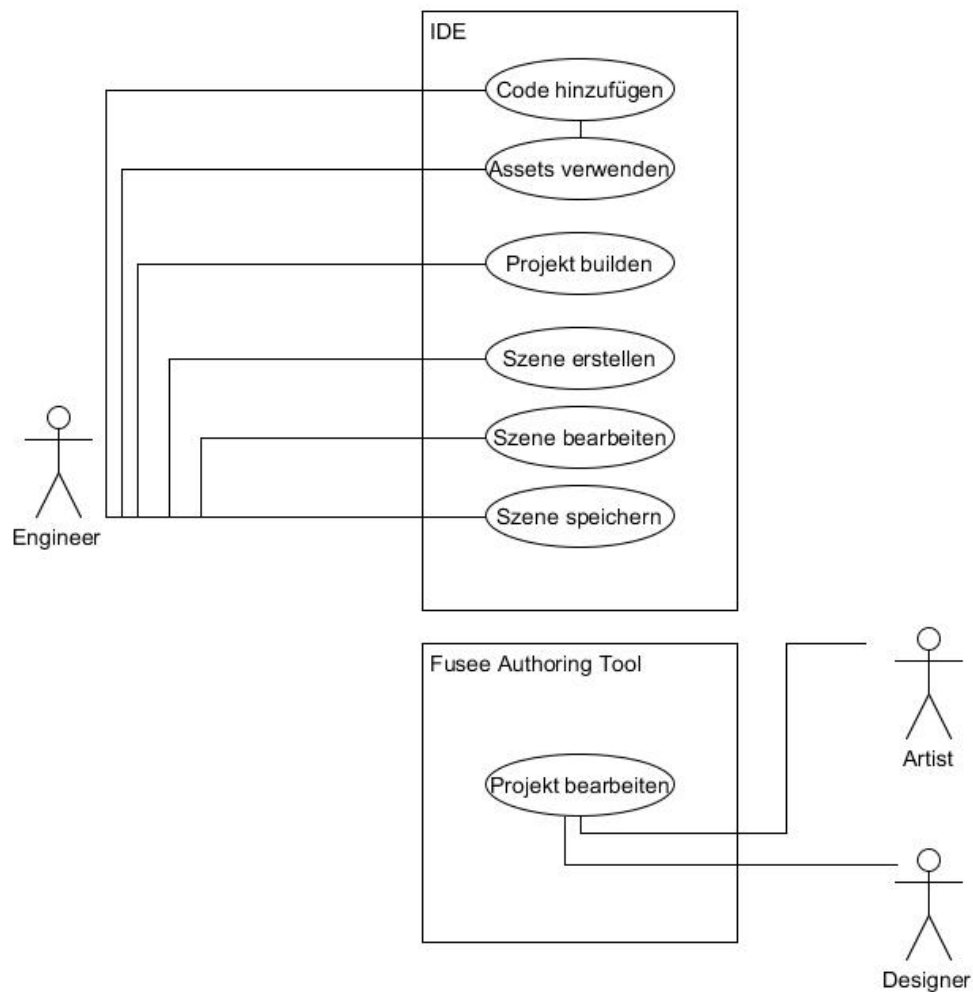 IDE
Code hinzufügen
Assets verwenden
Projekt builden
Szene erstellen
Szene bearbeiten
Szene speichern
Engineer
Fusee Authoring Tool
Projekt bearbeiten
Artist
Designer